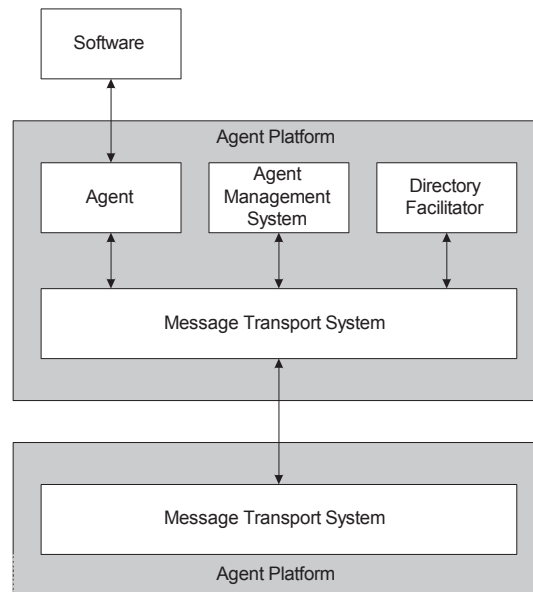 Software
Agent Platform
Agent
Agent
Management
System
Directory
Facilitator
Message Transport System
Message Transport System
Agent Platform